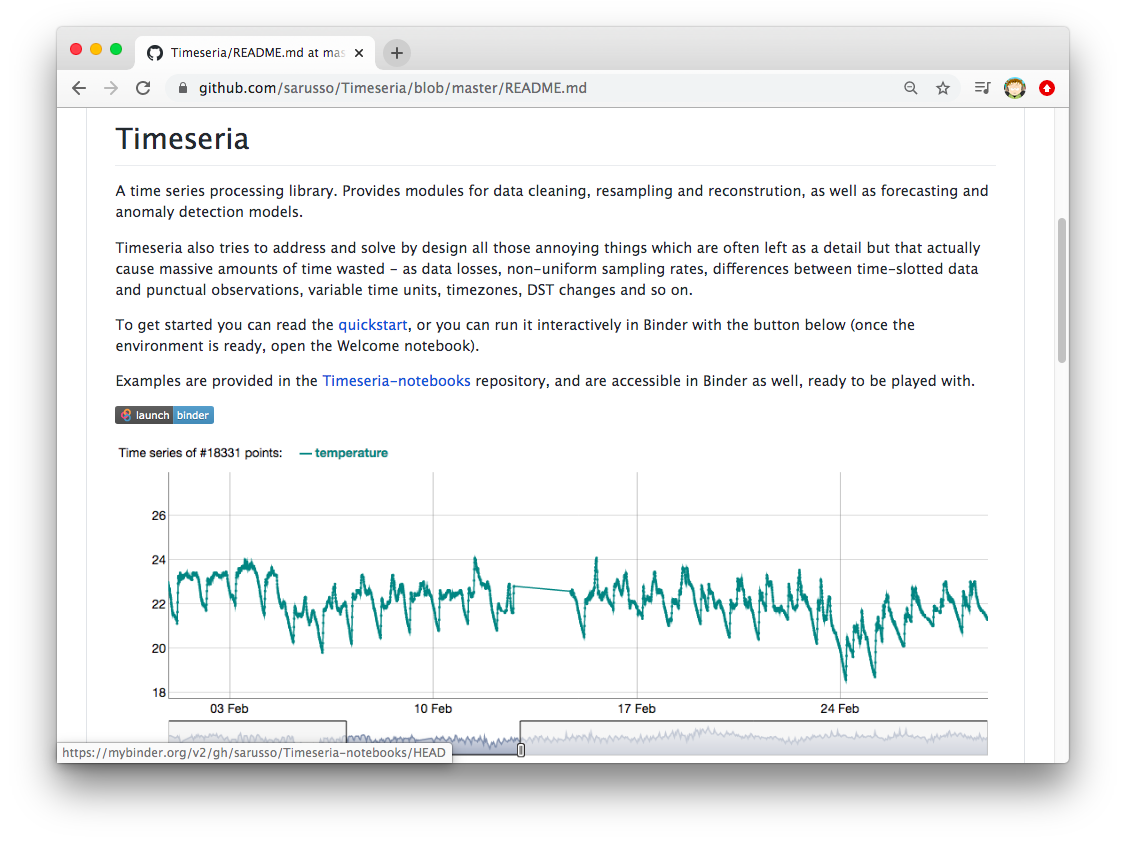 Timeseria/README.md at mas
github.com/sarusso/Timeseria/blob/master/README.md
Timeseria
A time series processing library. Provides modules for data cleaning, resampling and reconstrution, as well as forecasting and
anomaly detection models.
Timeseria also tries to address and solve by design all those annoying things which are often left as a detail but that actually
cause massive amounts of time wasted - as data losses, non-uniform sampling rates, differences between time-slotted data
and punctual observations, variable time units, timezones, DST changes and so on.
To get started you can read the quickstart, or you can run it interactively in Binder with the button below (once the
environment is ready, open the Welcome notebook).
Examples are provided in the Timeseria-notebooks repository, and are accessible in Binder as well, ready to be played with.
launch binder
Time series of #18331 points: temperature
26
24
22
20
18
03 Feb 10 Feb 17 Feb 24 Feb
https://mybinder.org/v2/gh/sarusso/Timeseria-notebooks/HEAD